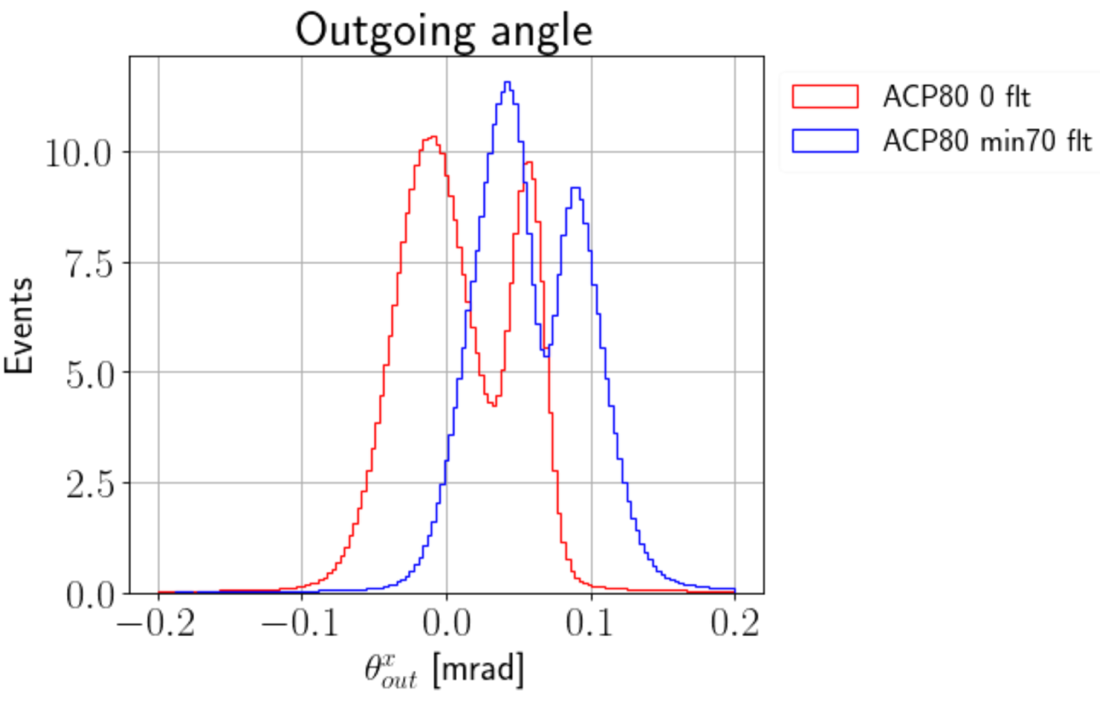 Outgoing angle
ACP80 0 flt
ACP80 min70 flt
Events
10.0
7.5
5.0
2.5
0.0
−0.2 −0.1 0.0 0.1 0.2
θ^x_out [mrad]